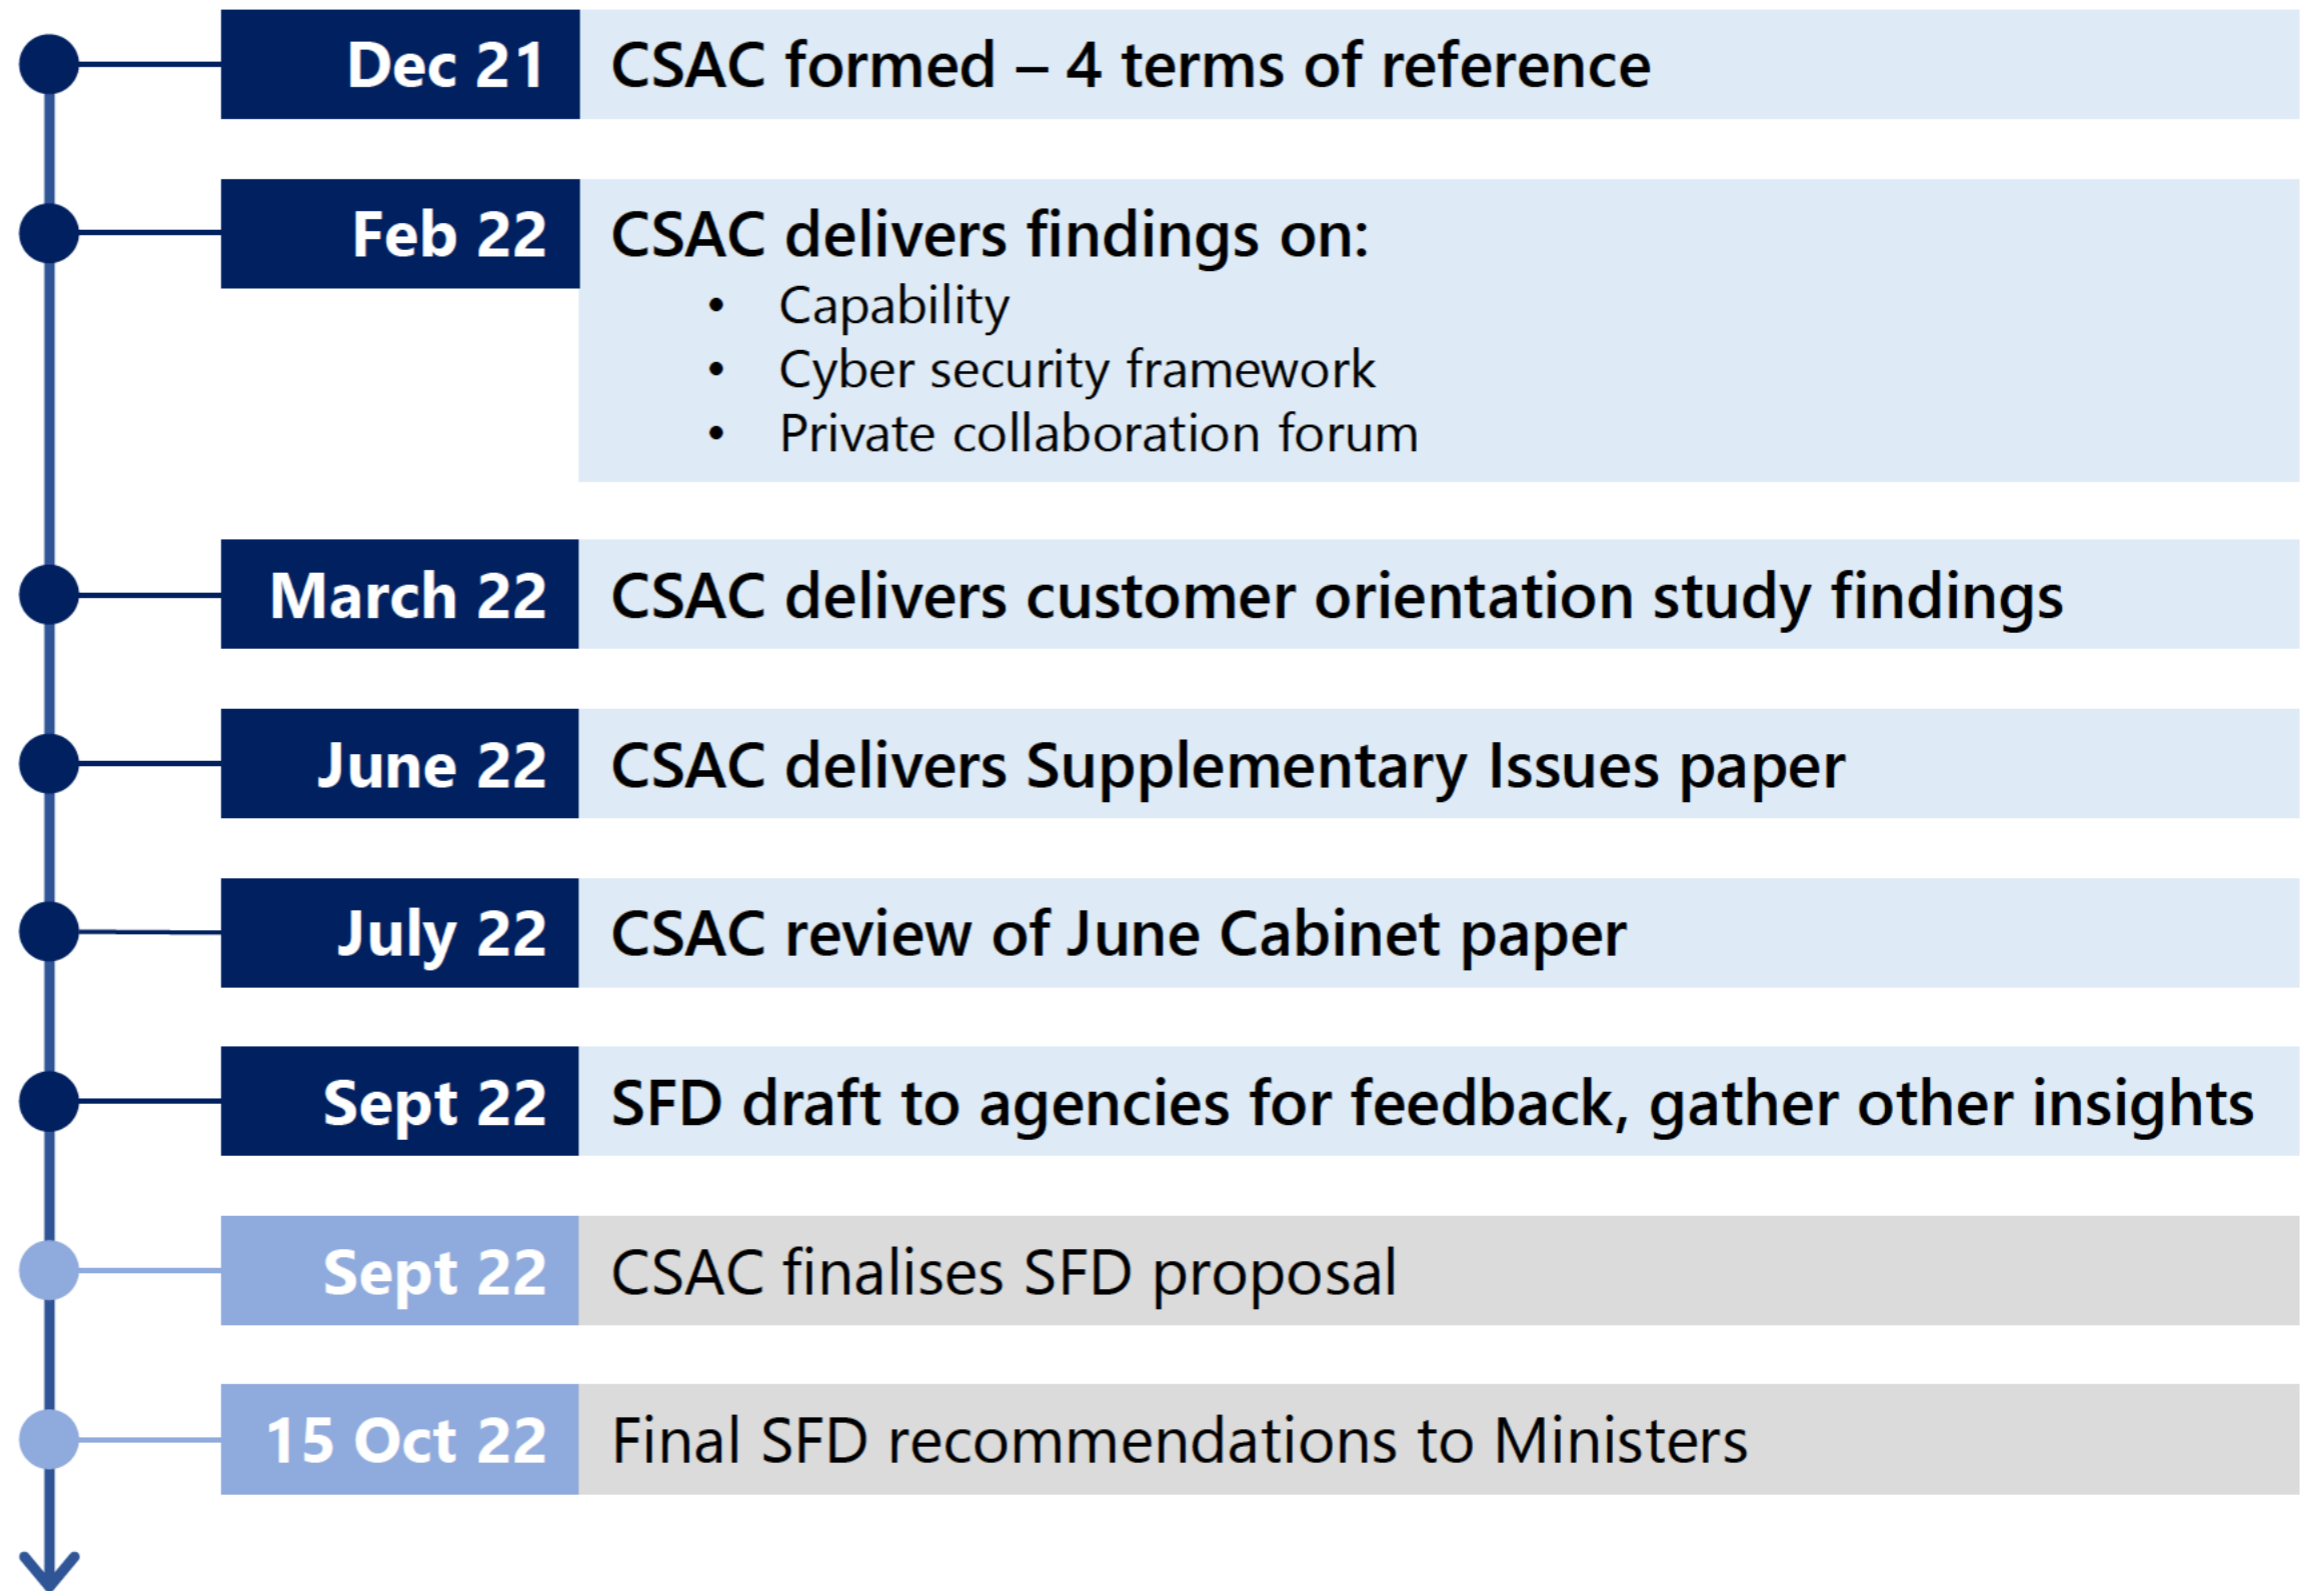 Dec 21 CSAC formed – 4 terms of reference
Feb 22 CSAC delivers findings on:
• Capability
• Cyber security framework
• Private collaboration forum
March 22 CSAC delivers customer orientation study findings
June 22 CSAC delivers Supplementary Issues paper
July 22 CSAC review of June Cabinet paper
Sept 22 SFD draft to agencies for feedback, gather other insights
Sept 22 CSAC finalises SFD proposal
15 Oct 22 Final SFD recommendations to Ministers